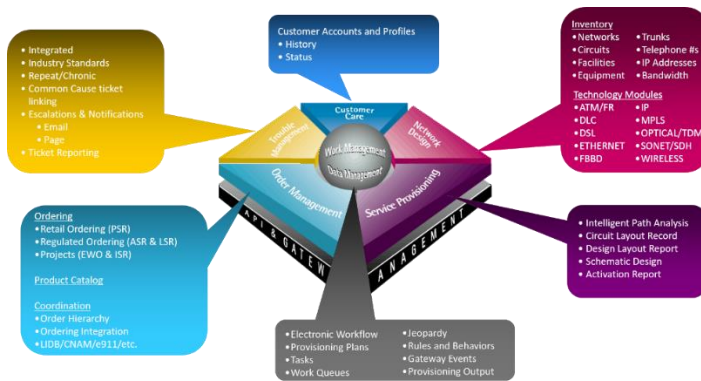 Customer Accounts and Profiles
• History
• Status
• Integrated
• Industry Standards
• Repeat/Chronic
• Common Cause ticket
linking
• Escalations & Notifications
• Email
• Page
• Ticket Reporting
Inventory
• Networks
• Circuits
• Facilities
• Equipment
• Trunks
• Telephone #s
• IP Addresses
• Bandwidth
Technology Modules
• ATM/FR
• DLC
• DSL
• ETHERNET
• FBBD
• IP
• MPLS
• OPTICAL/TDM
• SONET/SDH
• WIRELESS
Customer
Care
Trouble
Management
Network
Design
Work Management
Data Management
Order Management
Service Provisioning
API & GATEW
ANAGEMENT
Ordering
• Retail Ordering (PSR)
• Regulated Ordering (ASR & LSR)
• Projects (EWO & ISR)
Product Catalog
Coordination
• Order Hierarchy
• Ordering Integration
• LIDB/CNAM/e911/etc.
• Intelligent Path Analysis
• Circuit Layout Record
• Design Layout Report
• Schematic Design
• Activation Report
• Electronic Workflow
• Provisioning Plans
• Tasks
• Work Queues
• Jeopardy
• Rules and Behaviors
• Gateway Events
• Provisioning Output